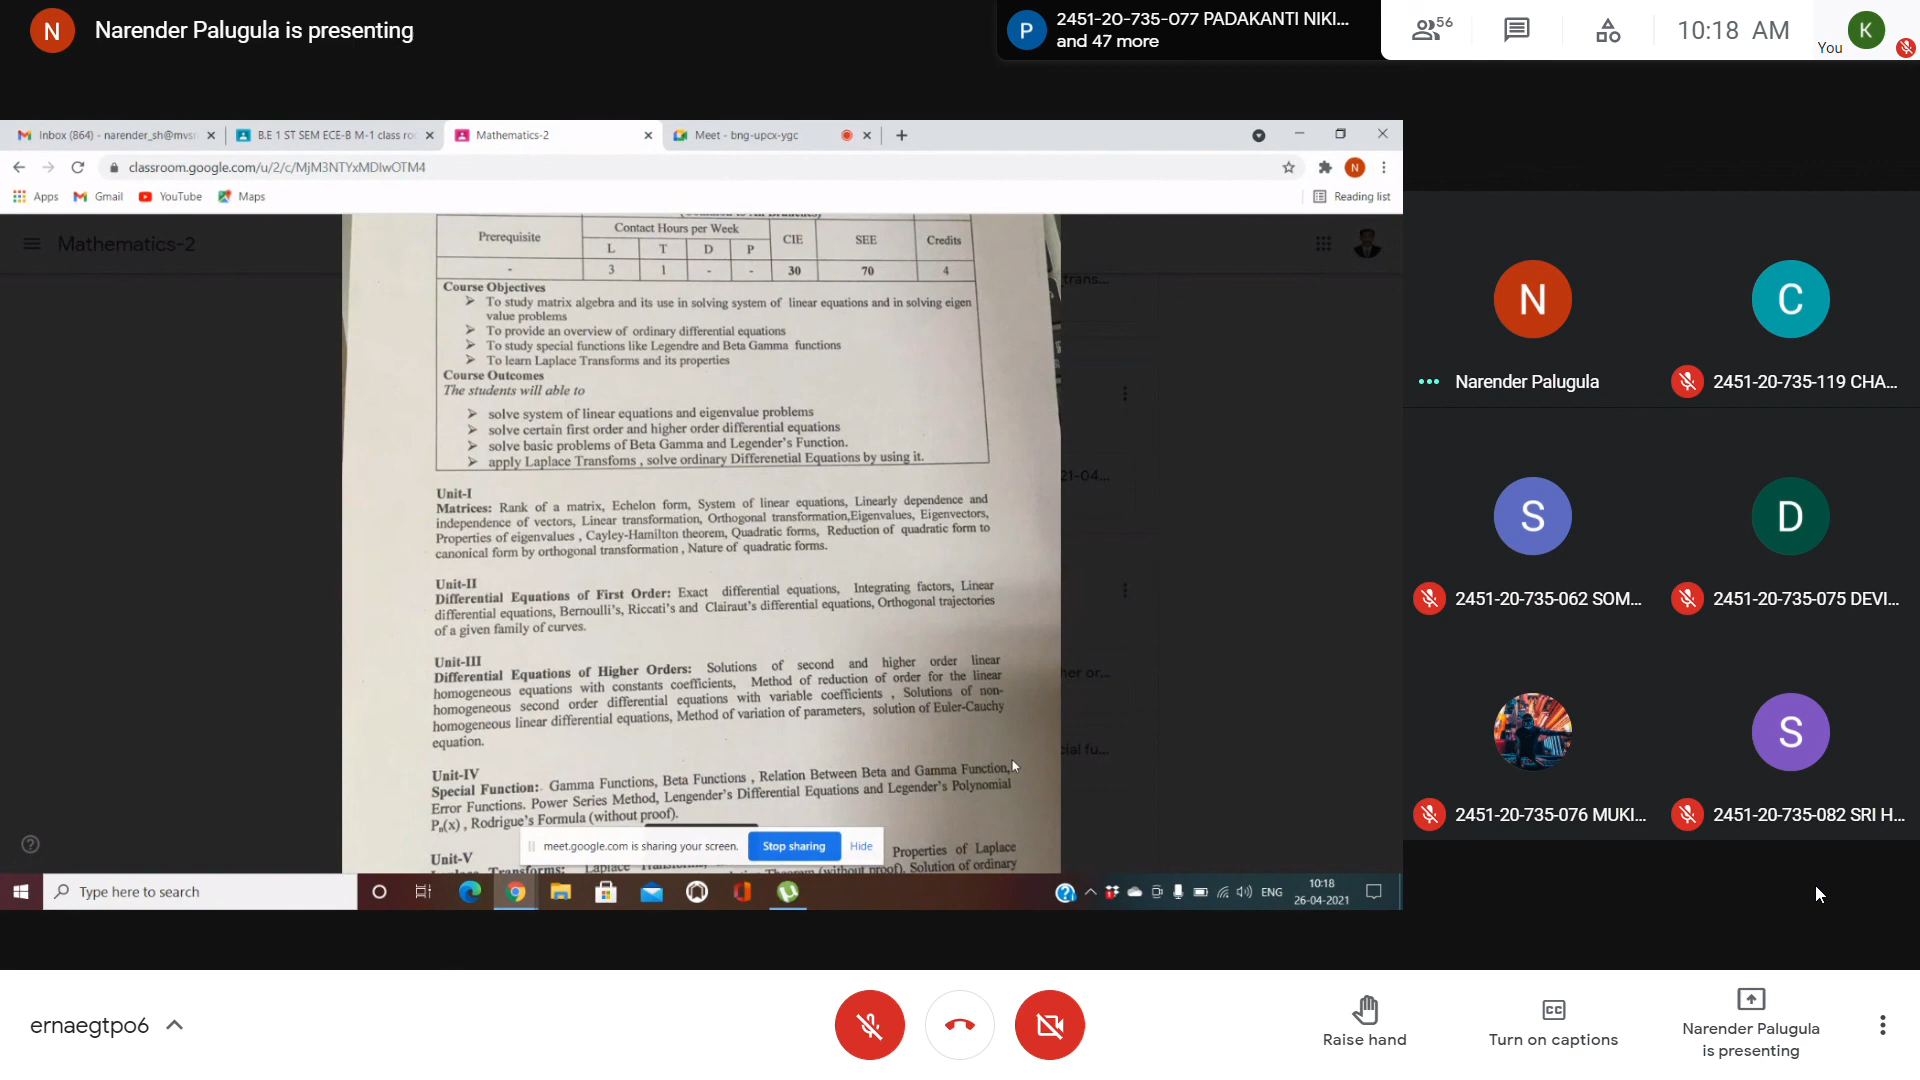 Narender Palugula is presenting
2451-20-735-077 PADAKANTI NIKI...
and 47 more
56
10:18 AM
You
Inbox (864) - narender_sh@mvsr
B.E 1 ST SEM ECE-B M-1 class roo
Mathematics-2
Meet - bng-upcx-ygc
classroom.google.com/u/2/c/MjM3NTYxMDIwOTM4
Apps
Gmail
YouTube
Maps
Reading list
Mathematics-2
Prerequisite
Contact Hours per Week
CIE
SEE
Credits
L T D P
- 3 1 - - 30 70 4
Course Objectives
➢ To study matrix algebra and its use in solving system of linear equations and in solving eigen
value problems
➢ To provide an overview of ordinary differential equations
➢ To study special functions like Legendre and Beta Gamma functions
➢ To learn Laplace Transforms and its properties
Course Outcomes
The students will able to
➢ solve system of linear equations and eigenvalue problems
➢ solve certain first order and higher order differential equations
➢ solve basic problems of Beta Gamma and Legender's Function.
➢ apply Laplace Transfoms , solve ordinary Differenetial Equations by using it.
Unit-I
Matrices: Rank of a matrix, Echelon form, System of linear equations, Linearly dependence and
independence of vectors, Linear transformation, Orthogonal transformation,Eigenvalues, Eigenvectors,
Properties of eigenvalues , Cayley-Hamilton theorem, Quadratic forms, Reduction of quadratic form to
canonical form by orthogonal transformation , Nature of quadratic forms.
Unit-II
Differential Equations of First Order: Exact differential equations, Integrating factors, Linear
differential equations, Bernoulli's, Riccati's and Clairaut's differential equations, Orthogonal trajectories
of a given family of curves.
Unit-III
Differential Equations of Higher Orders: Solutions of second and higher order linear
homogeneous equations with constants coefficients, Method of reduction of order for the linear
homogeneous second order differential equations with variable coefficients , Solutions of non-
homogeneous linear differential equations, Method of variation of parameters, solution of Euler-Cauchy
equation.
Unit-IV
Special Function:. Gamma Functions, Beta Functions , Relation Between Beta and Gamma Function,
Error Functions. Power Series Method, Lengender's Differential Equations and Legender's Polynomial
Pn(x) , Rodrigue's Formula (without proof).
Unit-V
Properties of Laplace
Theorem (without proof). Solution of ordinary
trans...
21-04...
her or...
cial fu...
meet.google.com is sharing your screen.
Stop sharing
Hide
Type here to search
ENG
10:18
26-04-2021
N
C
Narender Palugula
2451-20-735-119 CHA...
S
D
2451-20-735-062 SOM...
2451-20-735-075 DEVI...
S
2451-20-735-076 MUKI...
2451-20-735-082 SRI H...
ernaegtpo6
Raise hand
Turn on captions
Narender Palugula
is presenting